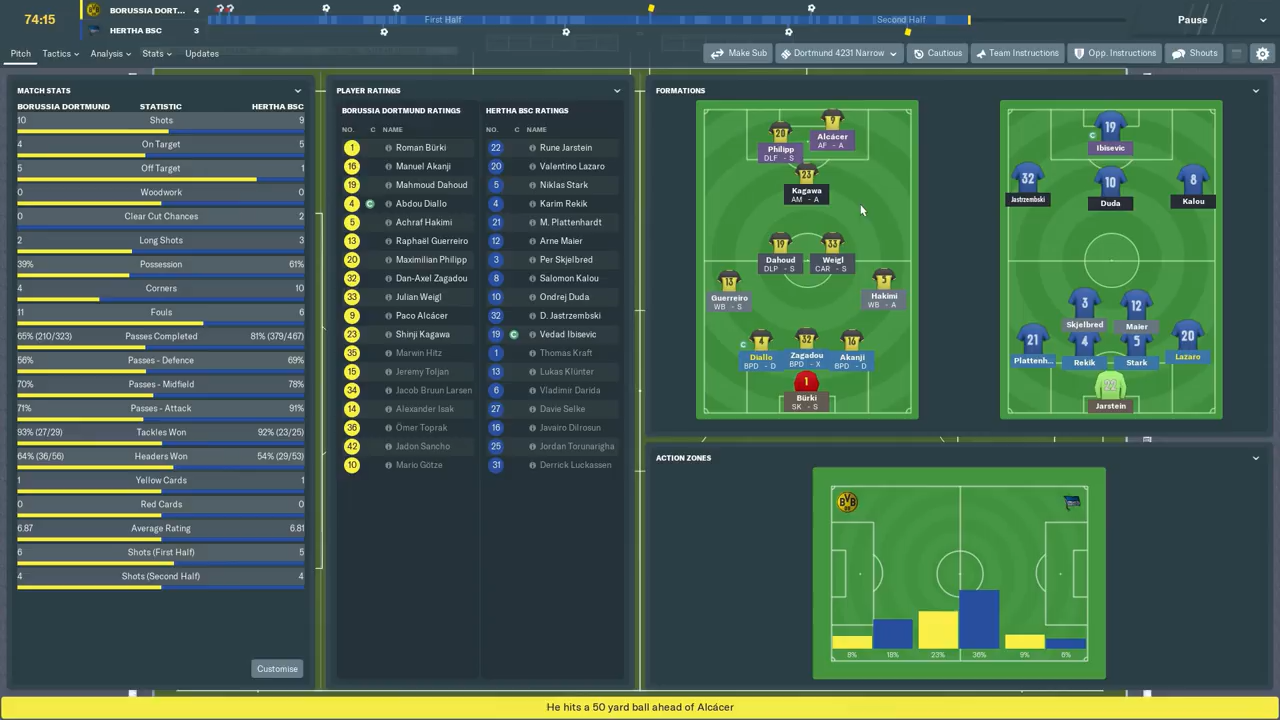 74:15
BORUSSIA DORT... 4
HERTHA BSC 3
First Half
Second Half
Pause
Pitch
Tactics
Analysis
Stats
Updates
Make Sub
Dortmund 4231 Narrow
Cautious
Team Instructions
Opp. Instructions
Shouts
MATCH STATS
BORUSSIA DORTMUND STATISTIC HERTHA BSC
10 Shots 9
4 On Target 5
5 Off Target 1
0 Woodwork 0
0 Clear Cut Chances 2
2 Long Shots 3
39% Possession 61%
4 Corners 10
11 Fouls 6
65% (210/323) Passes Completed 81% (379/467)
56% Passes - Defence 69%
70% Passes - Midfield 78%
71% Passes - Attack 91%
93% (27/29) Tackles Won 92% (23/25)
64% (36/56) Headers Won 54% (29/53)
1 Yellow Cards 1
0 Red Cards 0
6.87 Average Rating 6.81
6 Shots (First Half) 5
4 Shots (Second Half) 4
Customise
PLAYER RATINGS
BORUSSIA DORTMUND RATINGS
NO. C NAME
1 Roman Bürki
16 Manuel Akanji
19 Mahmoud Dahoud
4 C Abdou Diallo
5 Achraf Hakimi
13 Raphaël Guerreiro
20 Maximilian Philipp
32 Dan-Axel Zagadou
33 Julian Weigl
9 Paco Alcácer
23 Shinji Kagawa
35 Marwin Hitz
15 Jeremy Toljan
34 Jacob Bruun Larsen
14 Alexander Isak
36 Ömer Toprak
42 Jadon Sancho
10 Mario Götze
HERTHA BSC RATINGS
NO. C NAME
22 Rune Jarstein
20 Valentino Lazaro
5 Niklas Stark
4 Karim Rekik
21 M. Plattenhardt
12 Arne Maier
3 Per Skjelbred
8 Salomon Kalou
10 Ondrej Duda
32 D. Jastrzembski
19 C Vedad Ibisevic
1 Thomas Kraft
13 Lukas Klünter
6 Vladimir Darida
27 Davie Selke
16 Javairo Dilrosun
25 Jordan Torunarigha
31 Derrick Luckassen
FORMATIONS
9
Alcácer
AF - A
20
Philipp
DLF - S
23
Kagawa
AM - A
19
Dahoud
DLP - S
33
Weigl
CAR - S
13
Guerreiro
WB - S
5
Hakimi
WB - A
C 4
Diallo
BPD - D
32
Zagadou
BPD - X
16
Akanji
BPD - D
1
Bürki
SK - S
C 19
Ibisevic
32
Jastrzembski
10
Duda
8
Kalou
3
Skjelbred
12
Maier
21
Plattenh...
4
Rekik
5
Stark
20
Lazaro
22
Jarstein
ACTION ZONES
BVB
09
8% 18% 23% 36% 9% 6%
He hits a 50 yard ball ahead of Alcácer